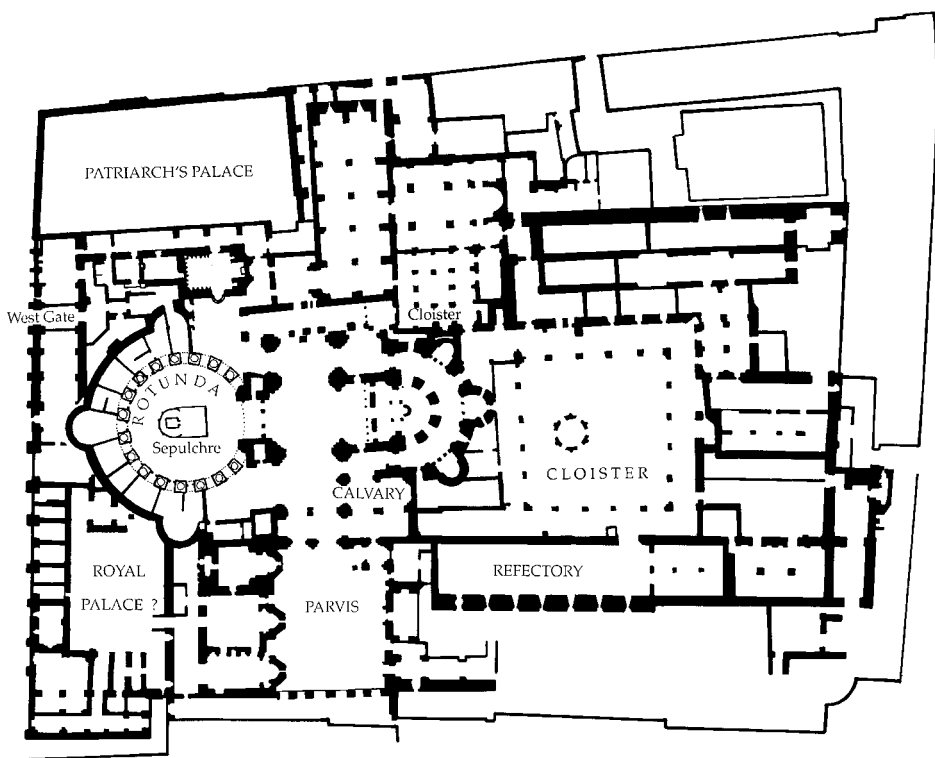 PATRIARCH'S PALACE
West Gate
Cloister
ROTUNDA
Sepulchre
CALVARY
CLOISTER
ROYAL
PALACE ?
PARVIS
REFECTORY